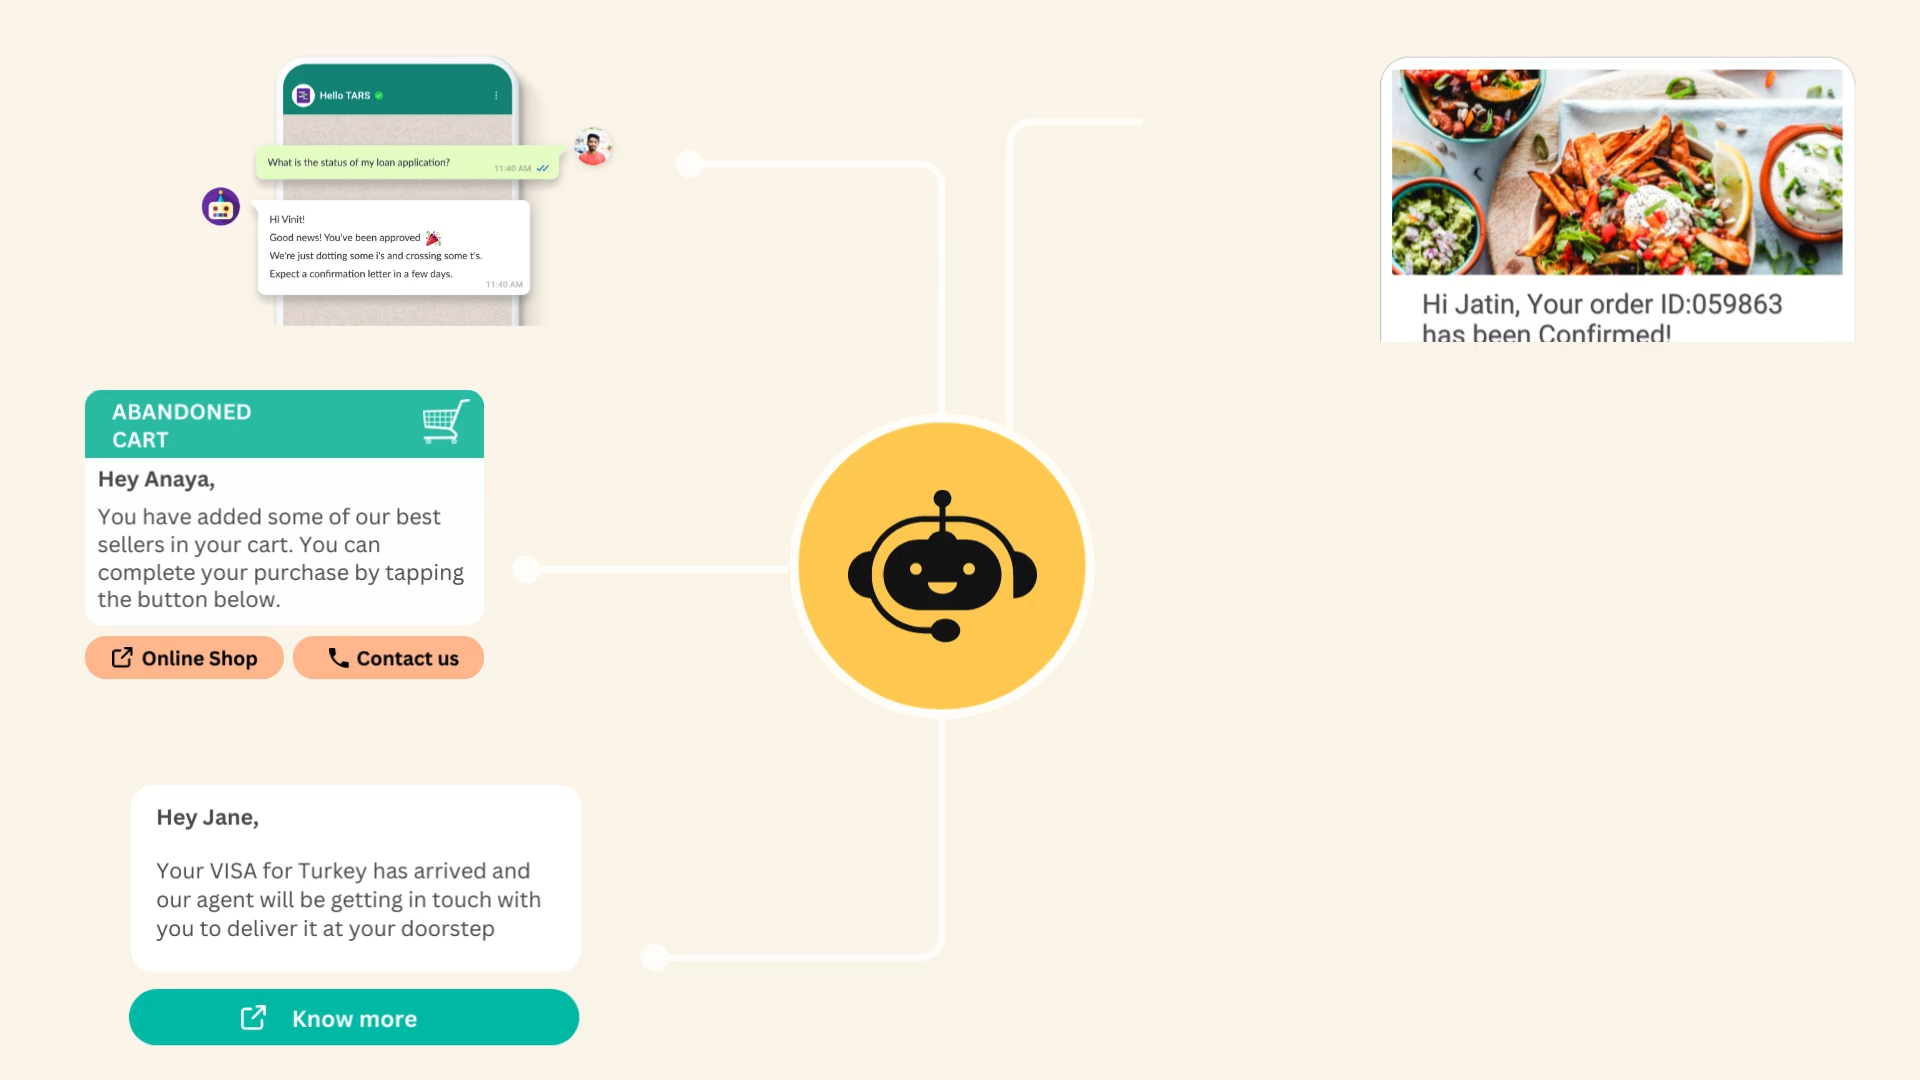 Hello TARS
What is the status of my loan application?
11:40 AM
Hi Vinit!
Good news! You've been approved
We're just dotting some i's and crossing some t's.
Expect a confirmation letter in a few days.
11:40 AM
Hi Jatin, Your order ID:059863
has been Confirmed!
ABANDONED
CART
Hey Anaya,
You have added some of our best
sellers in your cart. You can
complete your purchase by tapping
the button below.
Online Shop
Contact us
Hey Jane,
Your VISA for Turkey has arrived and
our agent will be getting in touch with
you to deliver it at your doorstep
Know more